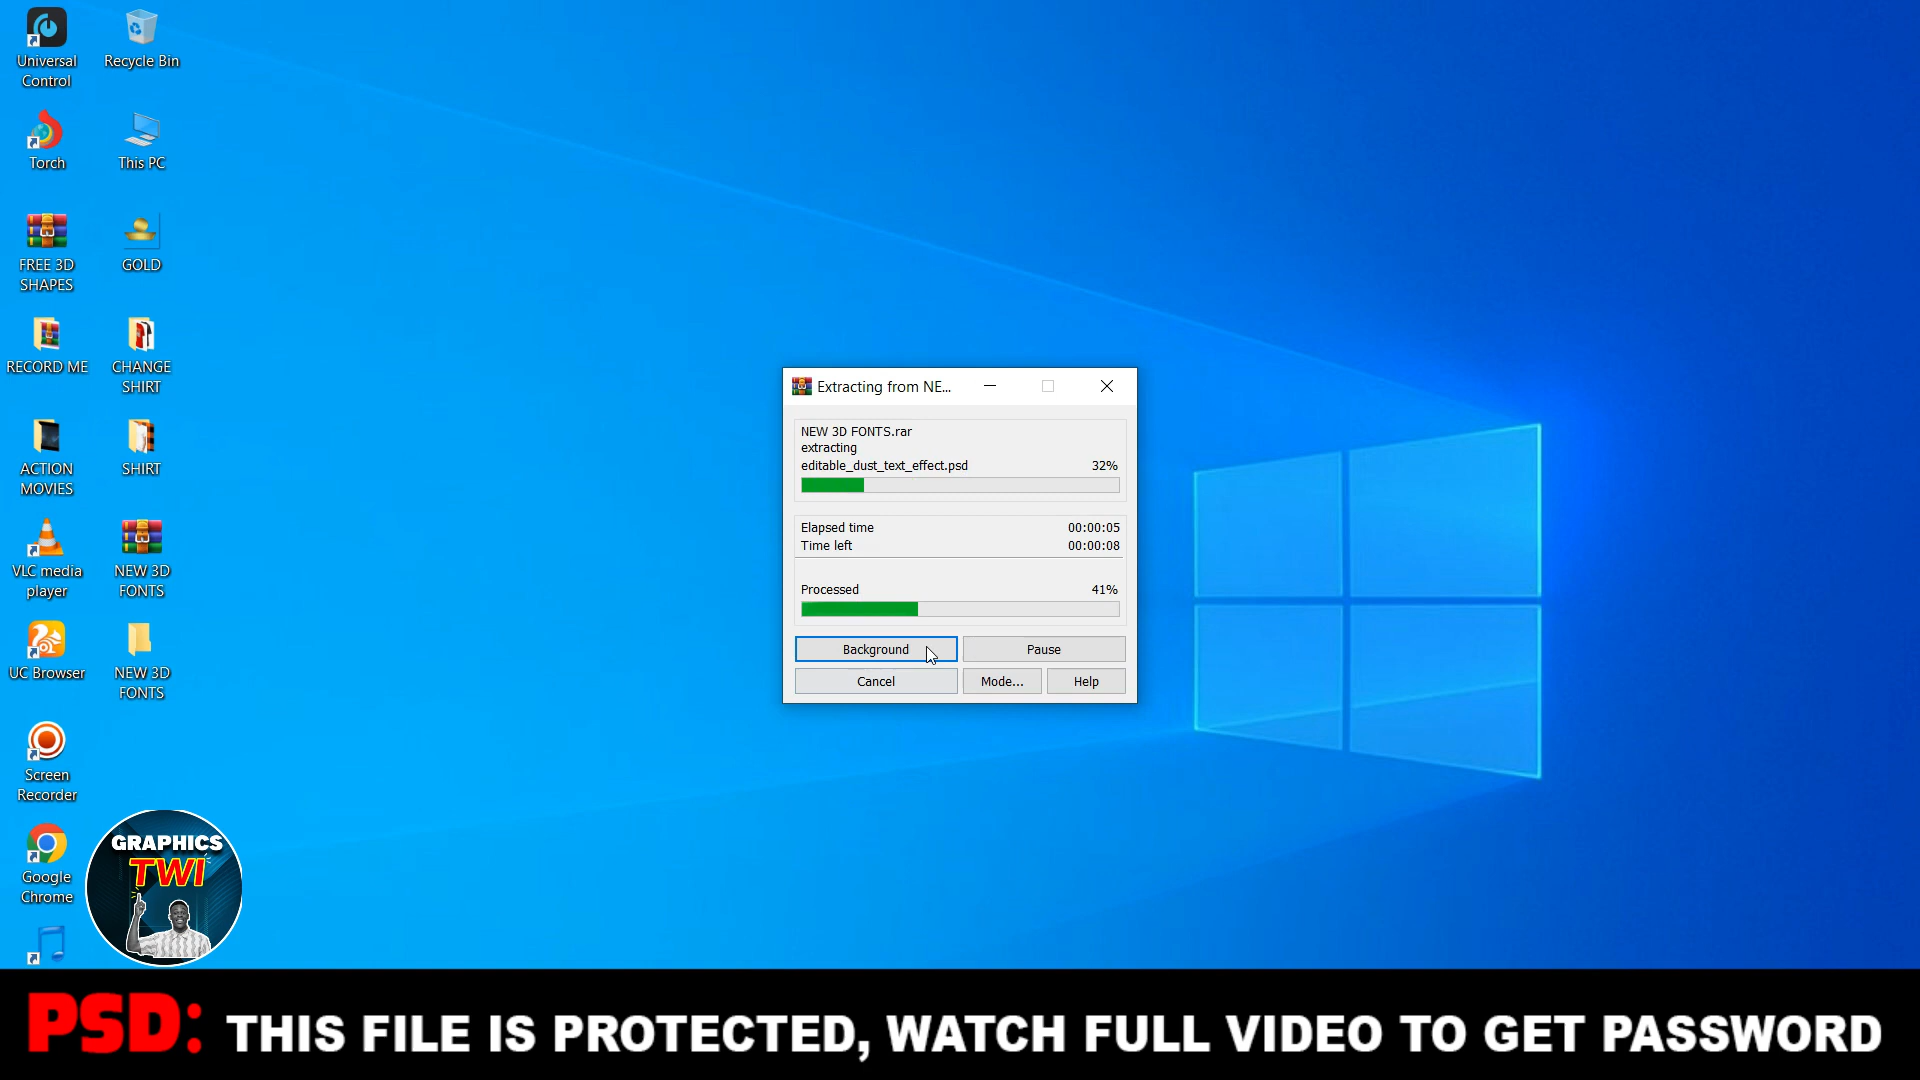 Universal
Control
Recycle Bin
Torch
This PC
FREE 3D
SHAPES
GOLD
RECORD ME
CHANGE
SHIRT
ACTION
MOVIES
SHIRT
VLC media
player
NEW 3D
FONTS
UC Browser
NEW 3D
FONTS
Screen
Recorder
Google
Chrome
GRAPHICS
TWI
Extracting from NE...
NEW 3D FONTS.rar
extracting
editable_dust_text_effect.psd 32%
Elapsed time 00:00:05
Time left 00:00:08
Processed 41%
Background Pause
Cancel Mode... Help
PSD: THIS FILE IS PROTECTED, WATCH FULL VIDEO TO GET PASSWORD